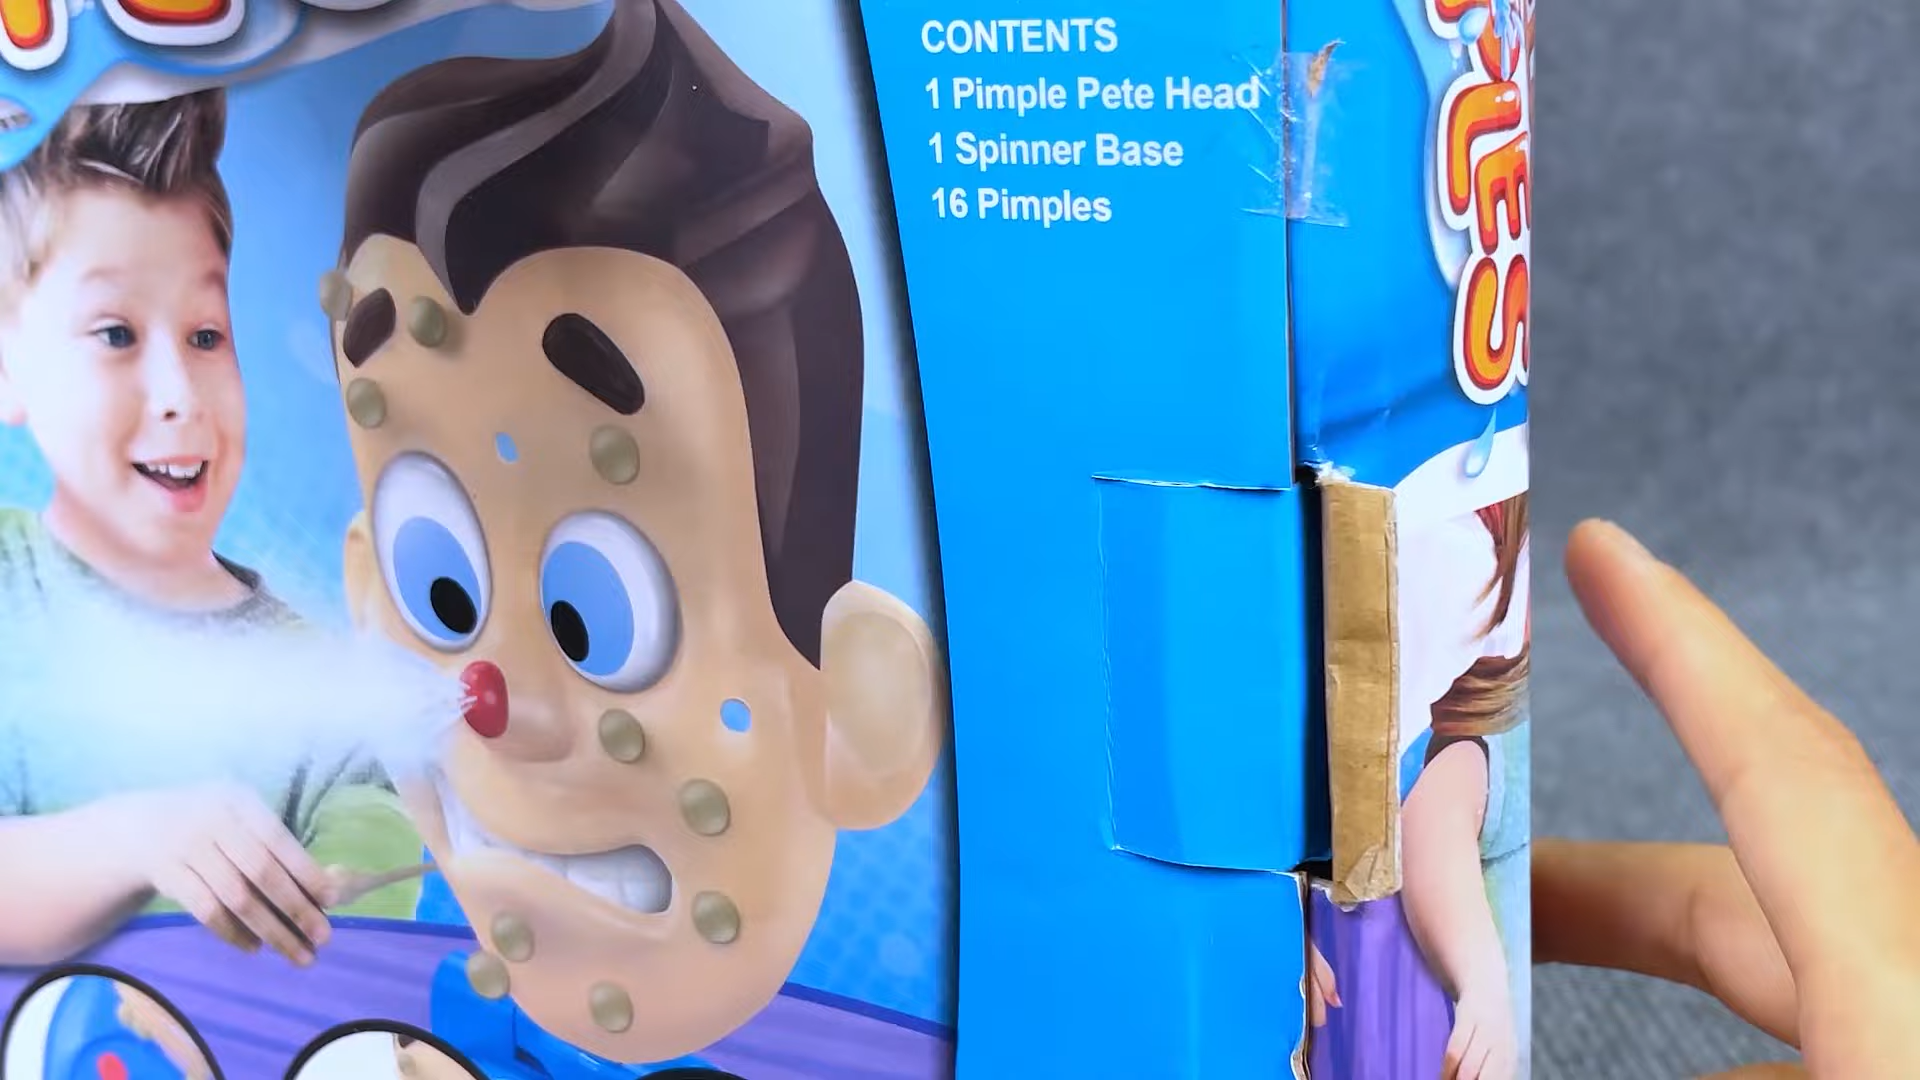 CONTENTS
1 Pimple Pete Head
1 Spinner Base
16 Pimples